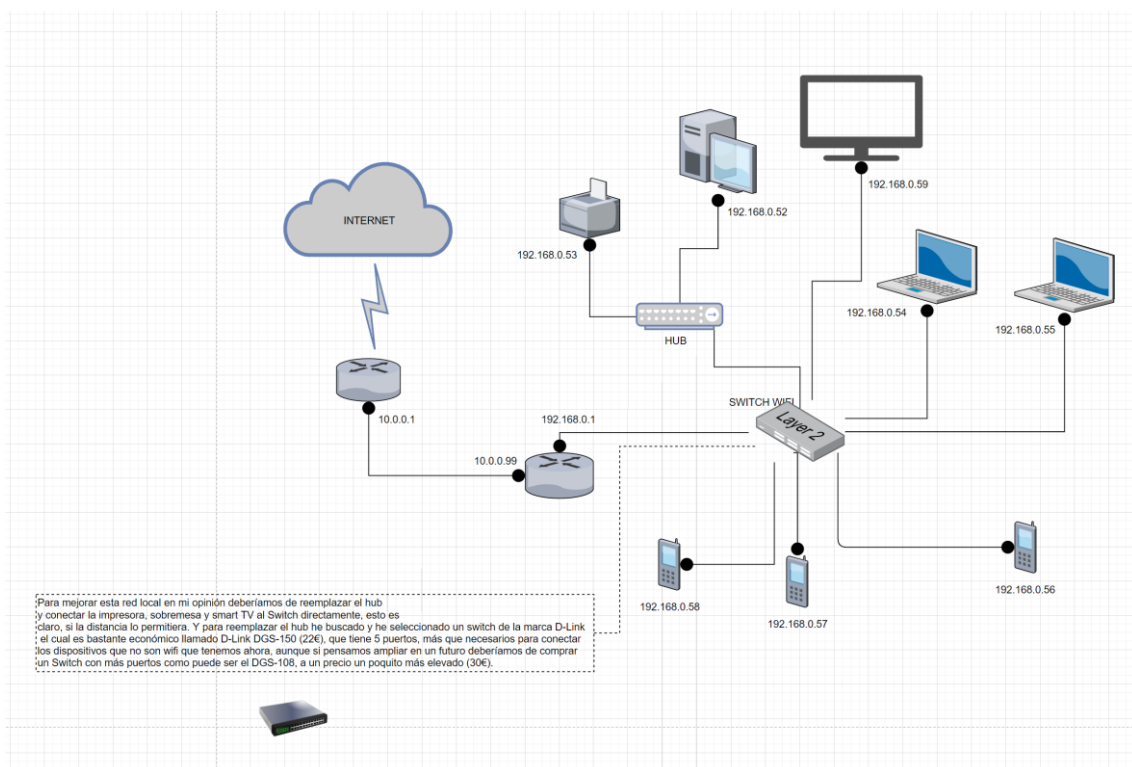 192.168.0.59
192.168.0.52
INTERNET
192.168.0.53
192.168.0.54
192.168.0.55
HUB
SWITCH WIFI
Layer 2
10.0.0.1
192.168.0.1
10.0.0.99
192.168.0.56
192.168.0.58
192.168.0.57
Para mejorar esta red local en mi opinión deberíamos de reemplazar el hub
y conectar la impresora, sobremesa y smart TV al Switch directamente, esto es
claro, si la distancia lo permitiera. Y para reemplazar el hub he buscado y he seleccionado un switch de la marca D-Link
el cual es bastante económico llamado D-Link DGS-150 (22€), que tiene 5 puertos, más que necesarios para conectar
los dispositivos que no son wifi que tenemos ahora, aunque si pensamos ampliar en un futuro deberíamos de comprar
un Switch con más puertos como puede ser el DGS-108, a un precio un poquito más elevado (30€).